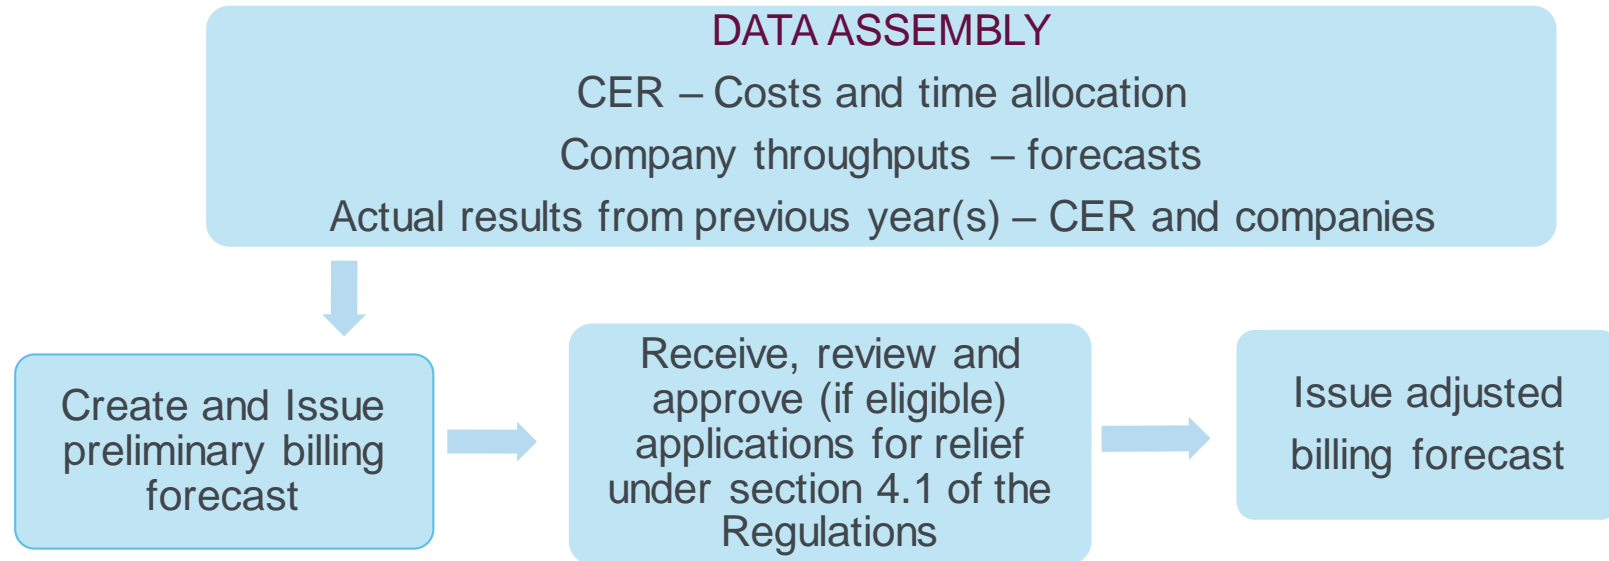 DATA ASSEMBLY
CER – Costs and time allocation
Company throughputs – forecasts
Actual results from previous year(s) – CER and companies
Create and Issue
preliminary billing
forecast
Receive, review and
approve (if eligible)
applications for relief
under section 4.1 of the
Regulations
Issue adjusted
billing forecast